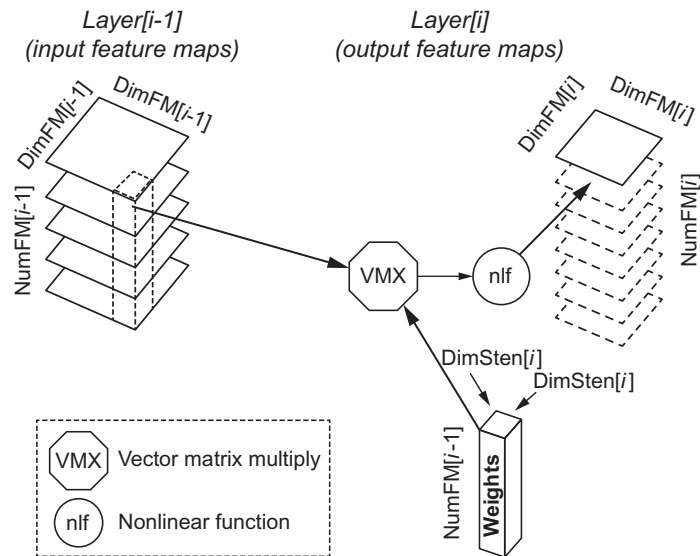 Layer[i-1]
(input feature maps)
Layer[i]
(output feature maps)
DimFM[i-1]
DimFM[i-1]
NumFM[i-1]
DimFM[i]
DimFM[i]
NumFM[i]
VMX
nlf
DimSten[i]
DimSten[i]
NumFM[i-1]
Weights
VMX Vector matrix multiply
nlf Nonlinear function